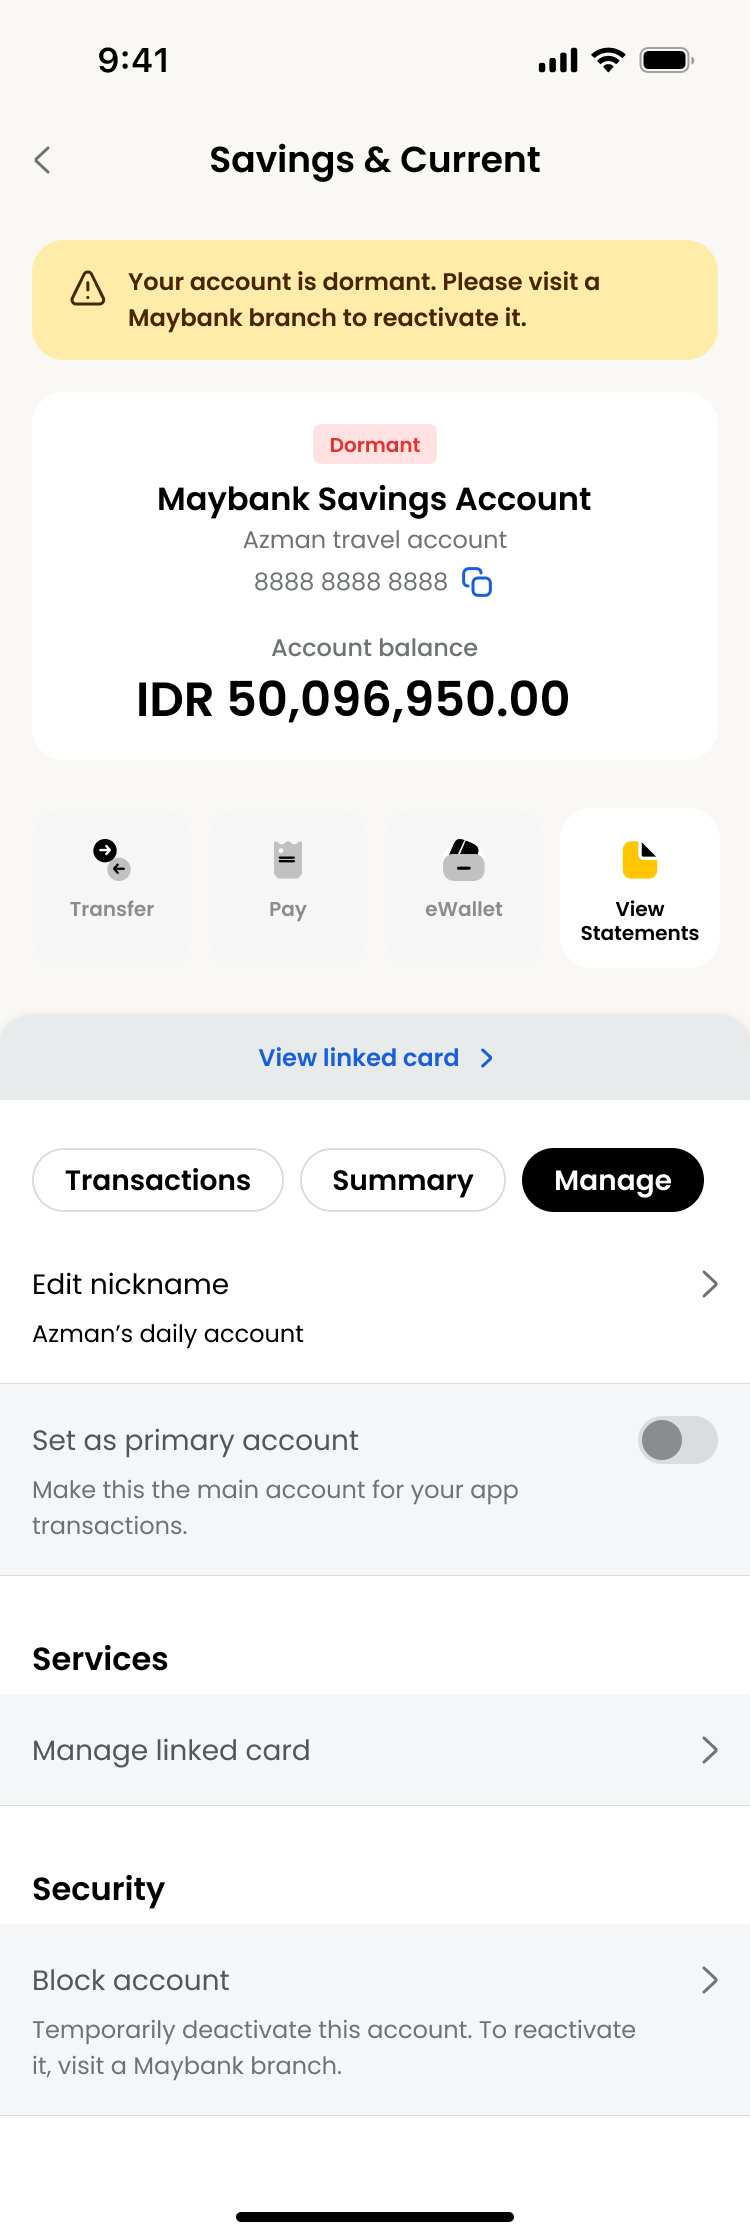 9:41
Savings & Current
Your account is dormant. Please visit a
Maybank branch to reactivate it.
Dormant
Maybank Savings Account
Azman travel account
8888 8888 8888
Account balance
IDR 50,096,950.00
Transfer
Pay
eWallet
View
Statements
View linked card
Transactions
Summary
Manage
Edit nickname
Azman’s daily account
Set as primary account
Make this the main account for your app
transactions.
Services
Manage linked card
Security
Block account
Temporarily deactivate this account. To reactivate
it, visit a Maybank branch.